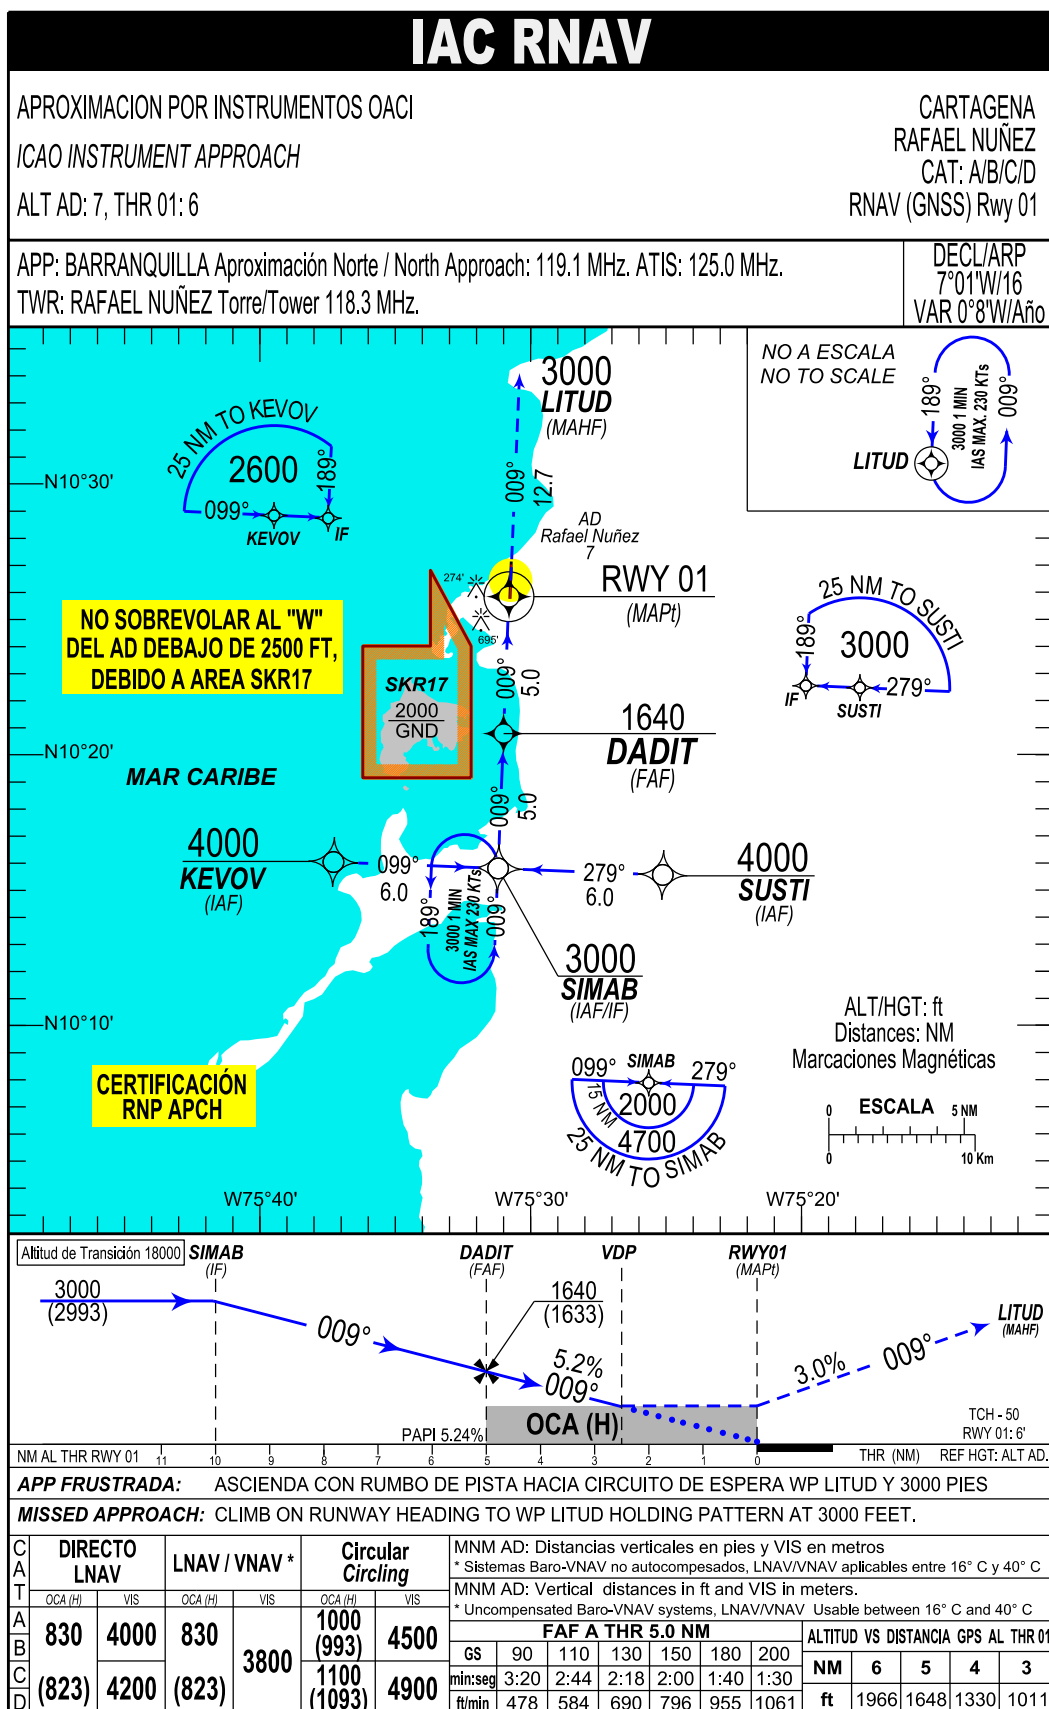 IAC RNAV
APROXIMACION POR INSTRUMENTOS OACI
ICAO INSTRUMENT APPROACH
ALT AD: 7, THR 01: 6
CARTAGENA
RAFAEL NUÑEZ
CAT: A/B/C/D
RNAV (GNSS) Rwy 01
APP: BARRANQUILLA Aproximación Norte / North Approach: 119.1 MHz. ATIS: 125.0 MHz.
TWR: RAFAEL NUÑEZ Torre/Tower 118.3 MHz.
DECL/ARP
7°01'W/16
VAR 0°8'W/Año
NO A ESCALA
NO TO SCALE
189°
3000 1 MIN
IAS MAX. 230 KTs
009°
LITUD
3000
LITUD
(MAHF)
009°
12.7
25 NM TO KEVOV
2600
189°
099°
KEVOV
IF
N10°30'
AD
Rafael Nuñez
7
274'
695'
RWY 01
(MAPt)
NO SOBREVOLAR AL "W"
DEL AD DEBAJO DE 2500 FT,
DEBIDO A AREA SKR17
SKR17
2000
GND
25 NM TO SUSTI
3000
189°
279°
IF
SUSTI
009°
5.0
1640
DADIT
(FAF)
N10°20'
MAR CARIBE
009°
5.0
4000
KEVOV
(IAF)
099°
6.0
279°
6.0
4000
SUSTI
(IAF)
189°
3000 1 MIN
IAS MAX 230 KTs
009°
3000
SIMAB
(IAF/IF)
N10°10'
ALT/HGT: ft
Distances: NM
Marcaciones Magnéticas
CERTIFICACIÓN
RNP APCH
SIMAB
099°
279°
15 NM
2000
4700
25 NM TO SIMAB
ESCALA
0
5 NM
0
10 Km
W75°40'
W75°30'
W75°20'
Altitud de Transición 18000
SIMAB
(IF)
DADIT
(FAF)
VDP
RWY01
(MAPt)
3000
(2993)
1640
(1633)
LITUD
(MAHF)
009°
5.2%
009°
3.0%
009°
OCA (H)
PAPI 5.24%
TCH - 50
RWY 01: 6'
NM AL THR RWY 01
11 10 9 8 7 6 5 4 3 2 1 0
THR (NM)
REF HGT: ALT AD.
APP FRUSTRADA: ASCIENDA CON RUMBO DE PISTA HACIA CIRCUITO DE ESPERA WP LITUD Y 3000 PIES
MISSED APPROACH: CLIMB ON RUNWAY HEADING TO WP LITUD HOLDING PATTERN AT 3000 FEET.
CAT
DIRECTO
LNAV
LNAV / VNAV *
Circular
Circling
OCA (H) VIS OCA (H) VIS OCA (H) VIS
A
B
C
D
830
(823)
4000
4200
830
(823)
3800
1000
(993)
4500
1100
(1093)
4900
MNM AD: Distancias verticales en pies y VIS en metros
* Sistemas Baro-VNAV no autocompesados, LNAV/VNAV aplicables entre 16° C y 40° C
MNM AD: Vertical distances in ft and VIS in meters.
* Uncompensated Baro-VNAV systems, LNAV/VNAV Usable between 16° C and 40° C
FAF A THR 5.0 NM
GS 90 110 130 150 180 200
min:seg 3:20 2:44 2:18 2:00 1:40 1:30
ft/min 478 584 690 796 955 1061
ALTITUD VS DISTANCIA GPS AL THR 01
NM 6 5 4 3
ft 1966 1648 1330 1011